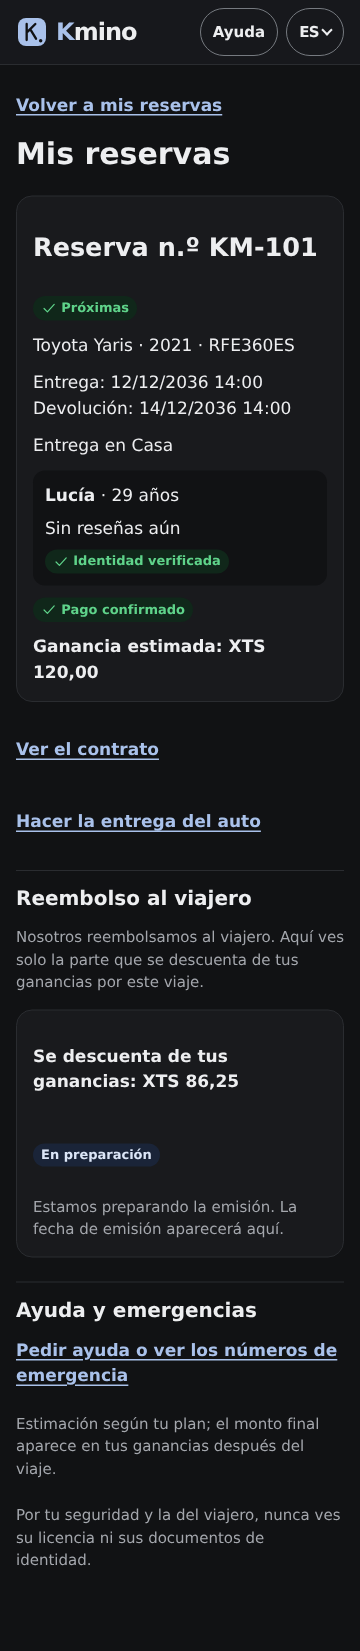 K. Kmino
Ayuda
ES
Volver a mis reservas
Mis reservas
Reserva n.º KM-101
Próximas
Toyota Yaris · 2021 · RFE360ES
Entrega: 12/12/2036 14:00
Devolución: 14/12/2036 14:00
Entrega en Casa
Lucía · 29 años
Sin reseñas aún
Identidad verificada
Pago confirmado
Ganancia estimada: XTS
120,00
Ver el contrato
Hacer la entrega del auto
Reembolso al viajero
Nosotros reembolsamos al viajero. Aquí ves
solo la parte que se descuenta de tus
ganancias por este viaje.
Se descuenta de tus
ganancias: XTS 86,25
En preparación
Estamos preparando la emisión. La
fecha de emisión aparecerá aquí.
Ayuda y emergencias
Pedir ayuda o ver los números de
emergencia
Estimación según tu plan; el monto final
aparece en tus ganancias después del
viaje.
Por tu seguridad y la del viajero, nunca ves
su licencia ni sus documentos de
identidad.